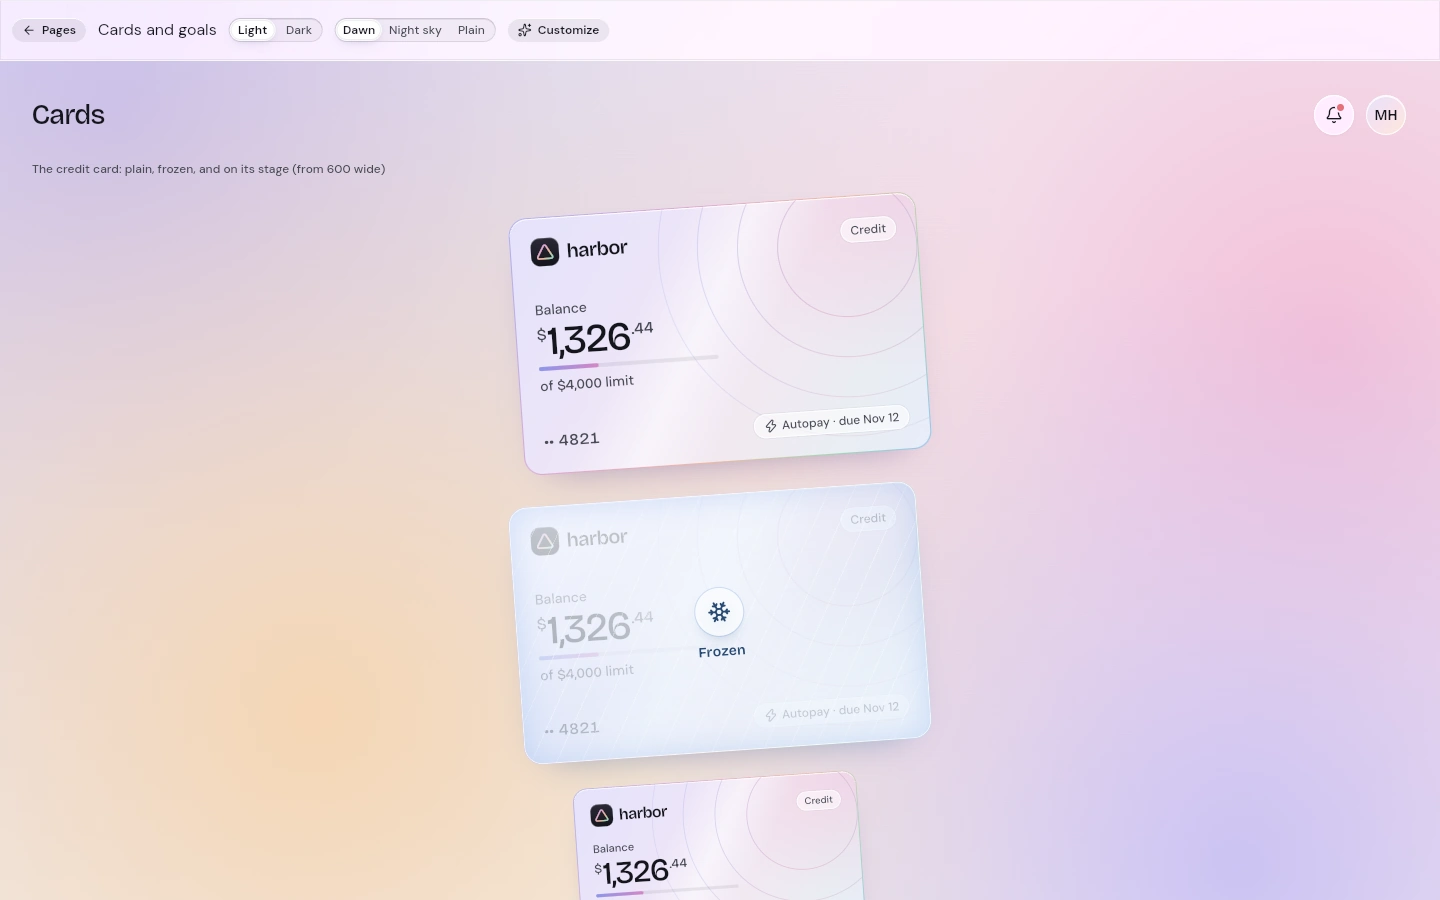 Pages
Cards and goals
Light
Dark
Dawn
Night sky
Plain
Customize
Cards
MH
The credit card: plain, frozen, and on its stage (from 600 wide)
harbor
Credit
Balance
$1,326.44
of $4,000 limit
•• 4821
Autopay · due Nov 12
harbor
Credit
Balance
$1,326.44
Frozen
of $4,000 limit
•• 4821
Autopay · due Nov 12
harbor
Credit
Balance
$1,326.44